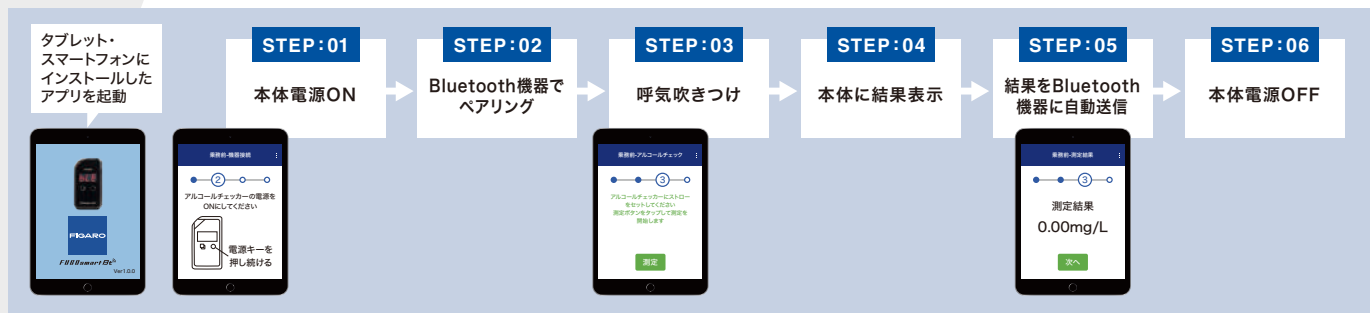 タブレット・
スマートフォンに
インストールした
アプリを起動
STEP:01
本体電源ON
STEP:02
Bluetooth機器で
ペアリング
STEP:03
呼気吹きつけ
STEP:04
本体に結果表示
STEP:05
結果をBluetooth
機器に自動送信
STEP:06
本体電源OFF
FIGARO
Ver1.0.0
業務前-機器接続
2
アルコールチェッカーの電源を
ONにしてください
電源キーを
押し続ける
業務前-アルコールチェック
3
アルコールチェッカーにストロー
をセットしてください
測定ボタンをタップして測定を
開始します
測定
業務前-測定結果
3
測定結果
0.00mg/L
次へ